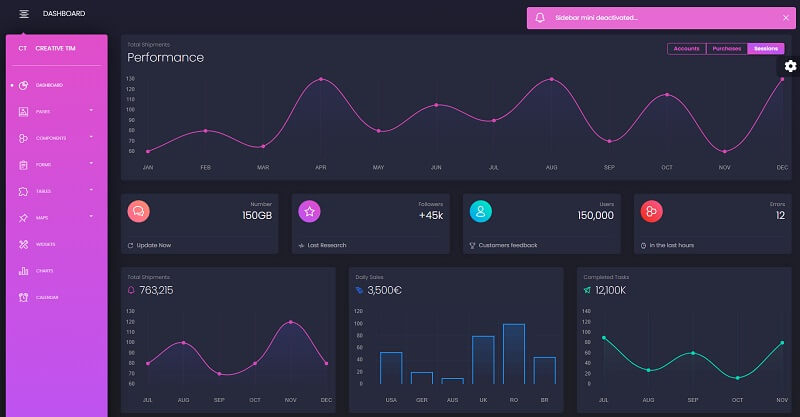 DASHBOARD
Sidebar mini deactivated...
CT CREATIVE TIM
DASHBOARD
PAGES
COMPONENTS
FORMS
TABLES
MAPS
WIDGETS
CHARTS
CALENDAR
Total Shipments
Performance
Accounts Purchases Sessions
130
120
110
100
90
80
70
60
JAN FEB MAR APR MAY JUN JUL AUG SEP OCT NOV DEC
Number
150GB
Update Now
Followers
+45k
Last Research
Users
150,000
Customers feedback
Errors
12
In the last hours
Total Shipments
763,215
130
120
110
100
90
80
70
60
JUL AUG SEP OCT NOV DEC
Daily Sales
3,500€
120
100
80
60
40
20
0
USA GER AUS UK RO BR
Completed Tasks
12,100K
140
120
100
80
60
40
20
0
JUL AUG SEP OCT NOV